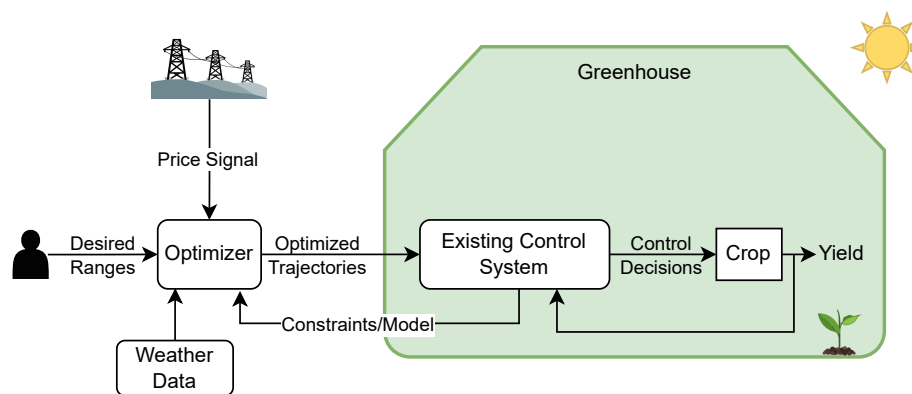 Greenhouse
Price Signal
Desired
Ranges
Optimizer
Optimized
Trajectories
Existing Control
System
Control
Decisions
Crop
Yield
Constraints/Model
Weather
Data